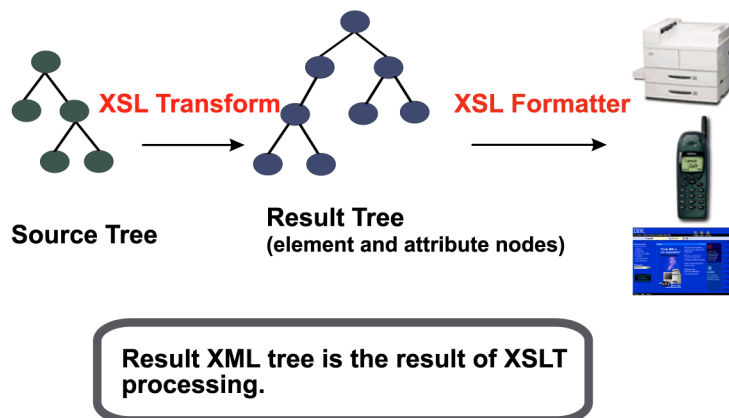 XSL Transform
XSL Formatter
Source Tree
Result Tree
(element and attribute nodes)
IBM
Result XML tree is the result of XSLT
processing.